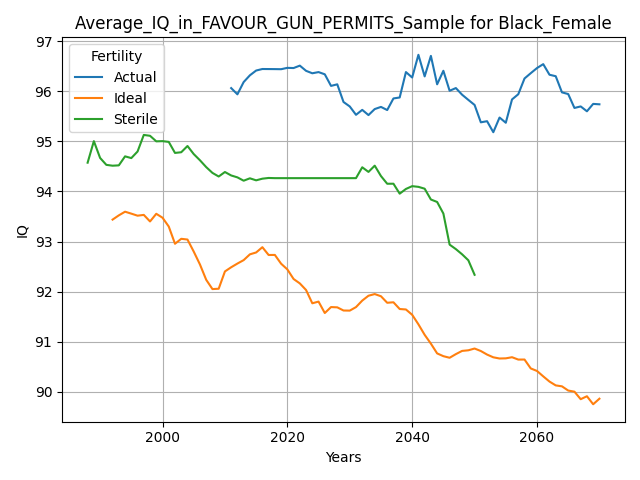 Average_IQ_in_FAVOUR_GUN_PERMITS_Sample for Black_Female
97
96
95
94
93
92
91
90
IQ
Fertility
Actual
Ideal
Sterile
2000
2020
2040
2060
Years